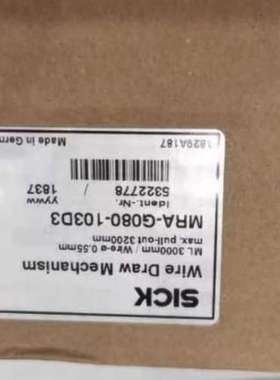 SICK
Wire Draw Mechanism
ML 3000mm / Wire-ø 0.55mm
max. pull-out 3200mm
MRA-G080-103D3
Ident.-Nr. yyww
5322778 / 1837
1829A187 Made in Germ